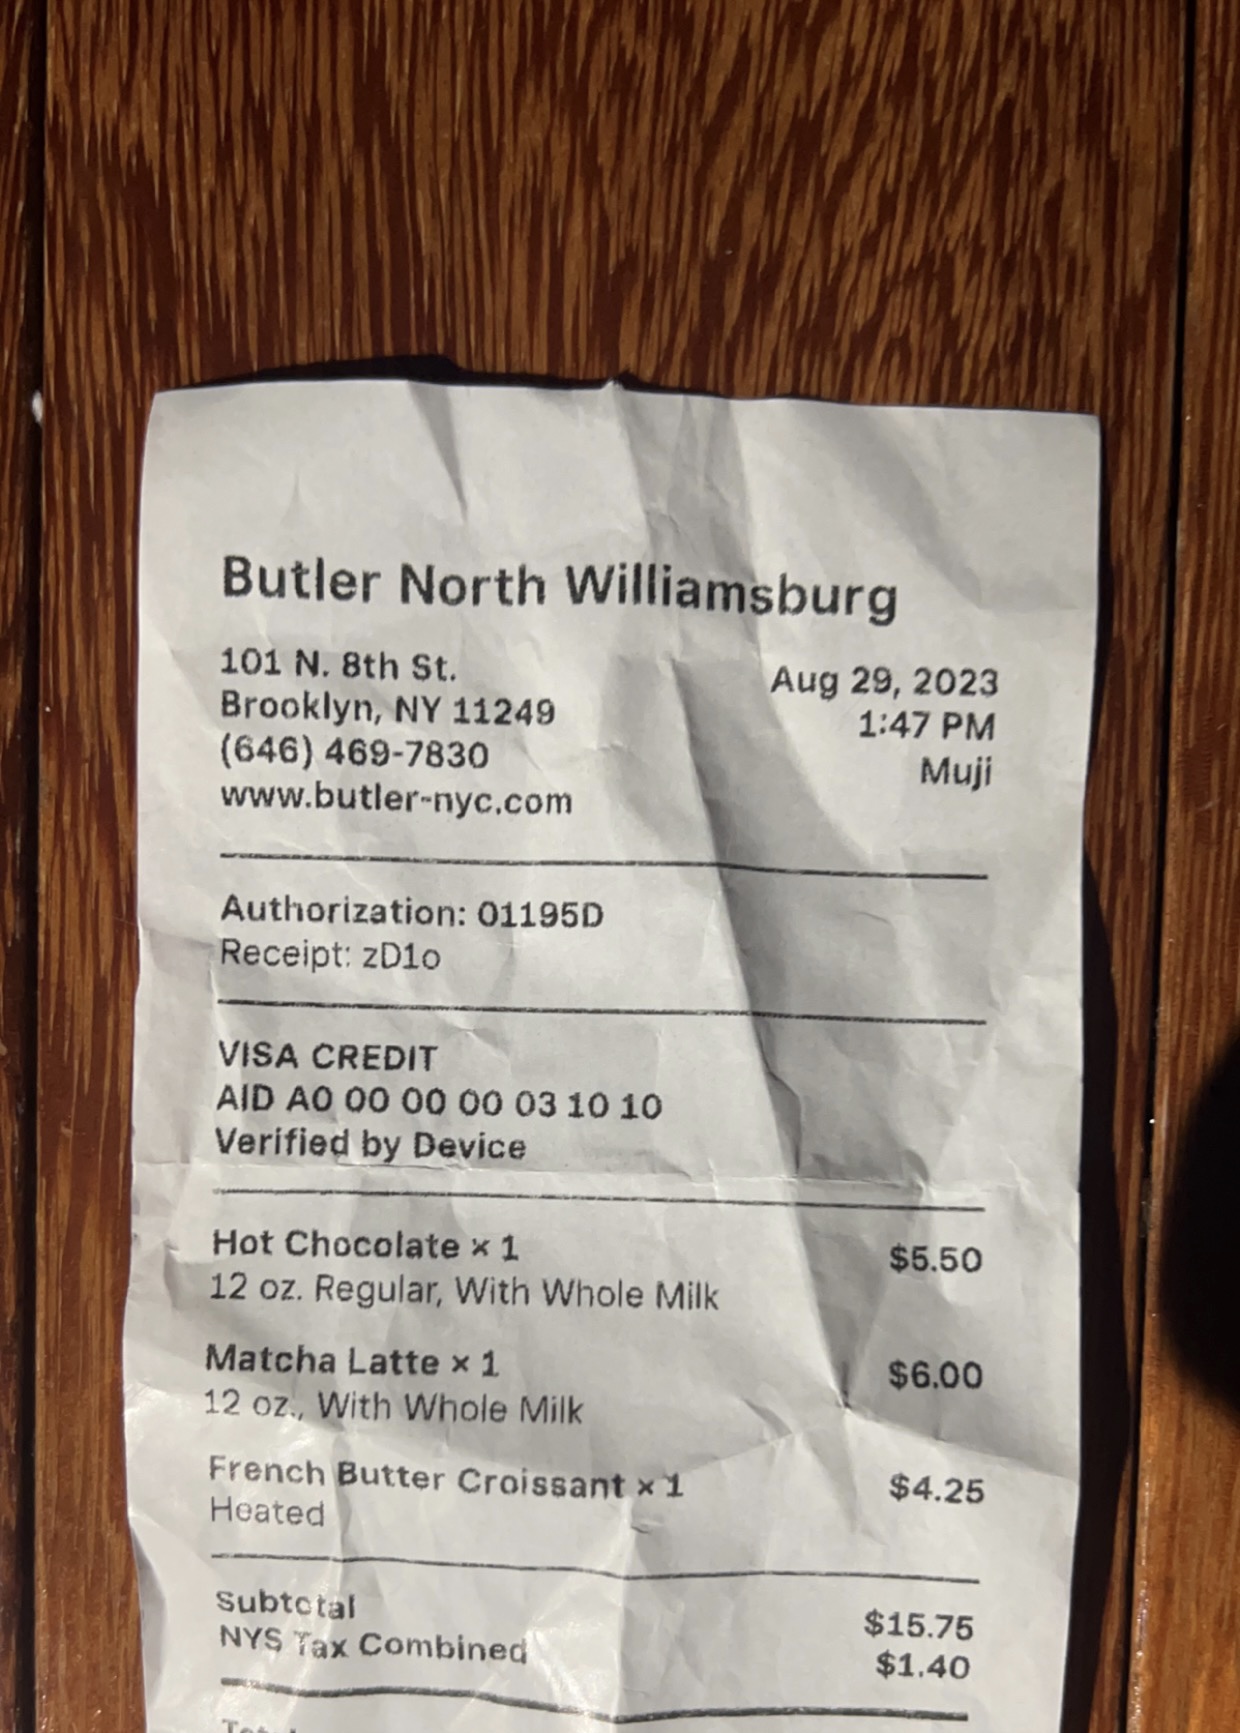 Butler North Williamsburg
101 N. 8th St.
Brooklyn, NY 11249
(646) 469-7830
www.butler-nyc.com
Aug 29, 2023
1:47 PM
Muji
Authorization: 01195D
Receipt: zD1o
VISA CREDIT
AID A0 00 00 00 03 10 10
Verified by Device
Hot Chocolate × 1 $5.50
12 oz. Regular, With Whole Milk
Matcha Latte × 1 $6.00
12 oz., With Whole Milk
French Butter Croissant × 1 $4.25
Heated
Subtotal $15.75
NYS Tax Combined $1.40